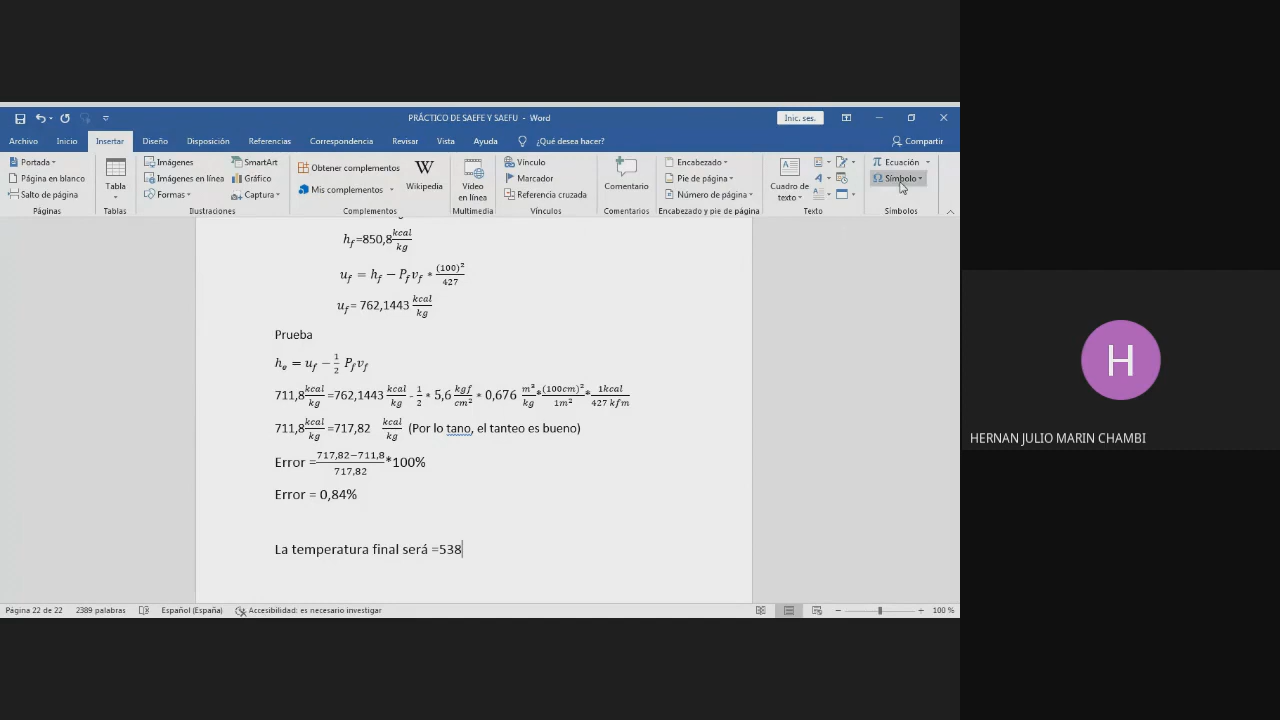 PRÁCTICO DE SAEFE Y SAEFU - Word
Inic. ses.
Archivo Inicio Insertar Diseño Disposición Referencias Correspondencia Revisar Vista Ayuda ¿Qué desea hacer? Compartir
Portada
Página en blanco
Salto de página
Páginas
Tabla
Tablas
Imágenes
Imágenes en línea
Formas
SmartArt
Gráfico
Captura
Ilustraciones
Obtener complementos
Mis complementos
W
Wikipedia
Complementos
Vídeo en línea
Multimedia
Vínculo
Marcador
Referencia cruzada
Vínculos
Comentario
Comentarios
Encabezado
Pie de página
Número de página
Encabezado y pie de página
Cuadro de texto
Texto
Ecuación
Símbolo
Símbolos
h_f=850,8 kcal/kg
u_f = h_f − P_f v_f * (100)²/427
u_f= 762,1443 kcal/kg
Prueba
h_e = u_f − 1/2 P_f v_f
711,8 kcal/kg =762,1443 kcal/kg - 1/2 * 5,6 kgf/cm² * 0,676 m³/kg * (100cm)²/1m² * 1kcal/427 kfm
711,8 kcal/kg =717,82 kcal/kg (Por lo tano, el tanteo es bueno)
Error = 717,82−711,8/717,82 *100%
Error = 0,84%
La temperatura final será =538
Página 22 de 22 2389 palabras Español (España) Accesibilidad: es necesario investigar 100 %
H
HERNAN JULIO MARIN CHAMBI